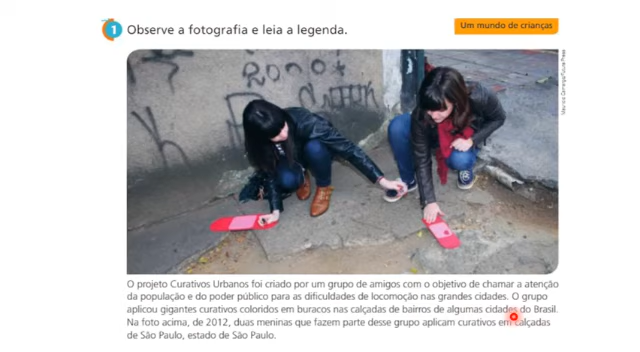 1 Observe a fotografia e leia a legenda.
Um mundo de crianças
Mauricio Camargo/Futura Press
O projeto Curativos Urbanos foi criado por um grupo de amigos com o objetivo de chamar a atenção
da população e do poder público para as dificuldades de locomoção nas grandes cidades. O grupo
aplicou gigantes curativos coloridos em buracos nas calçadas de bairros de algumas cidades do Brasil.
Na foto acima, de 2012, duas meninas que fazem parte desse grupo aplicam curativos em calçadas
de São Paulo, estado de São Paulo.